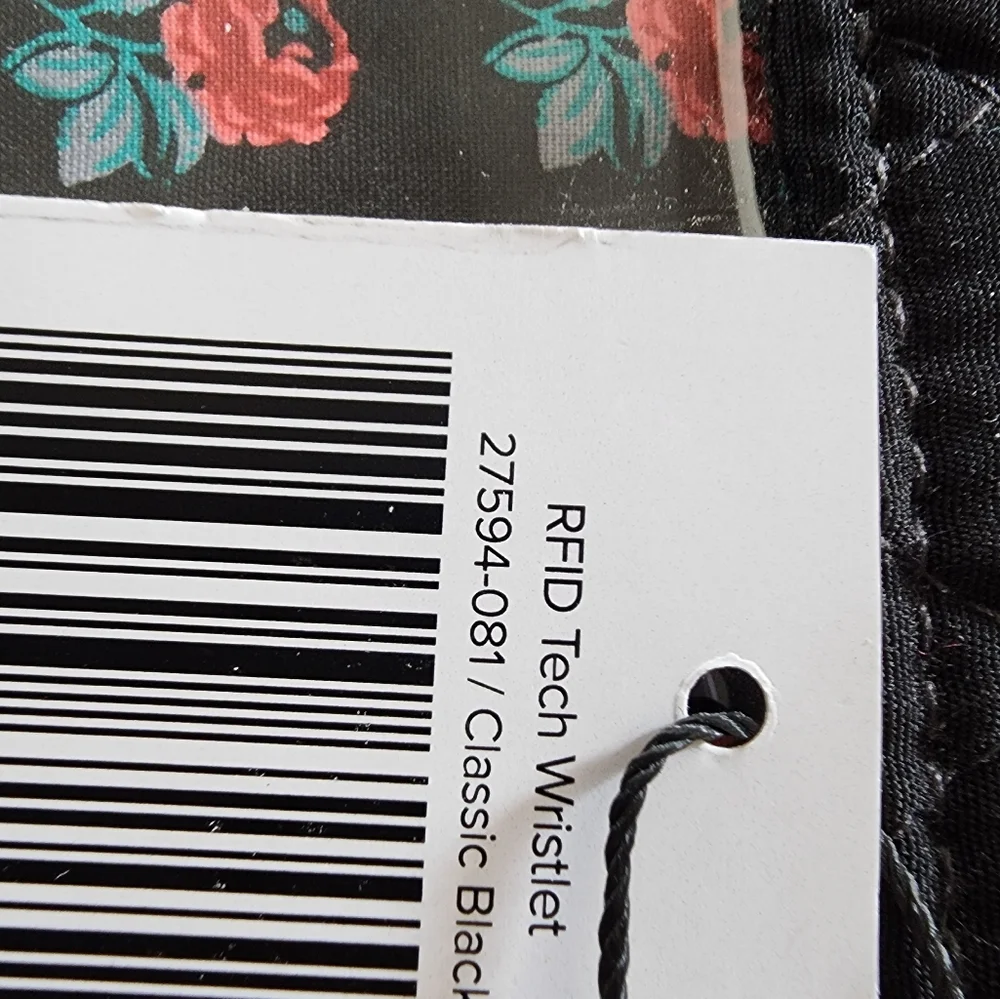 RFID Tech Wristlet
27594-081 / Classic Black